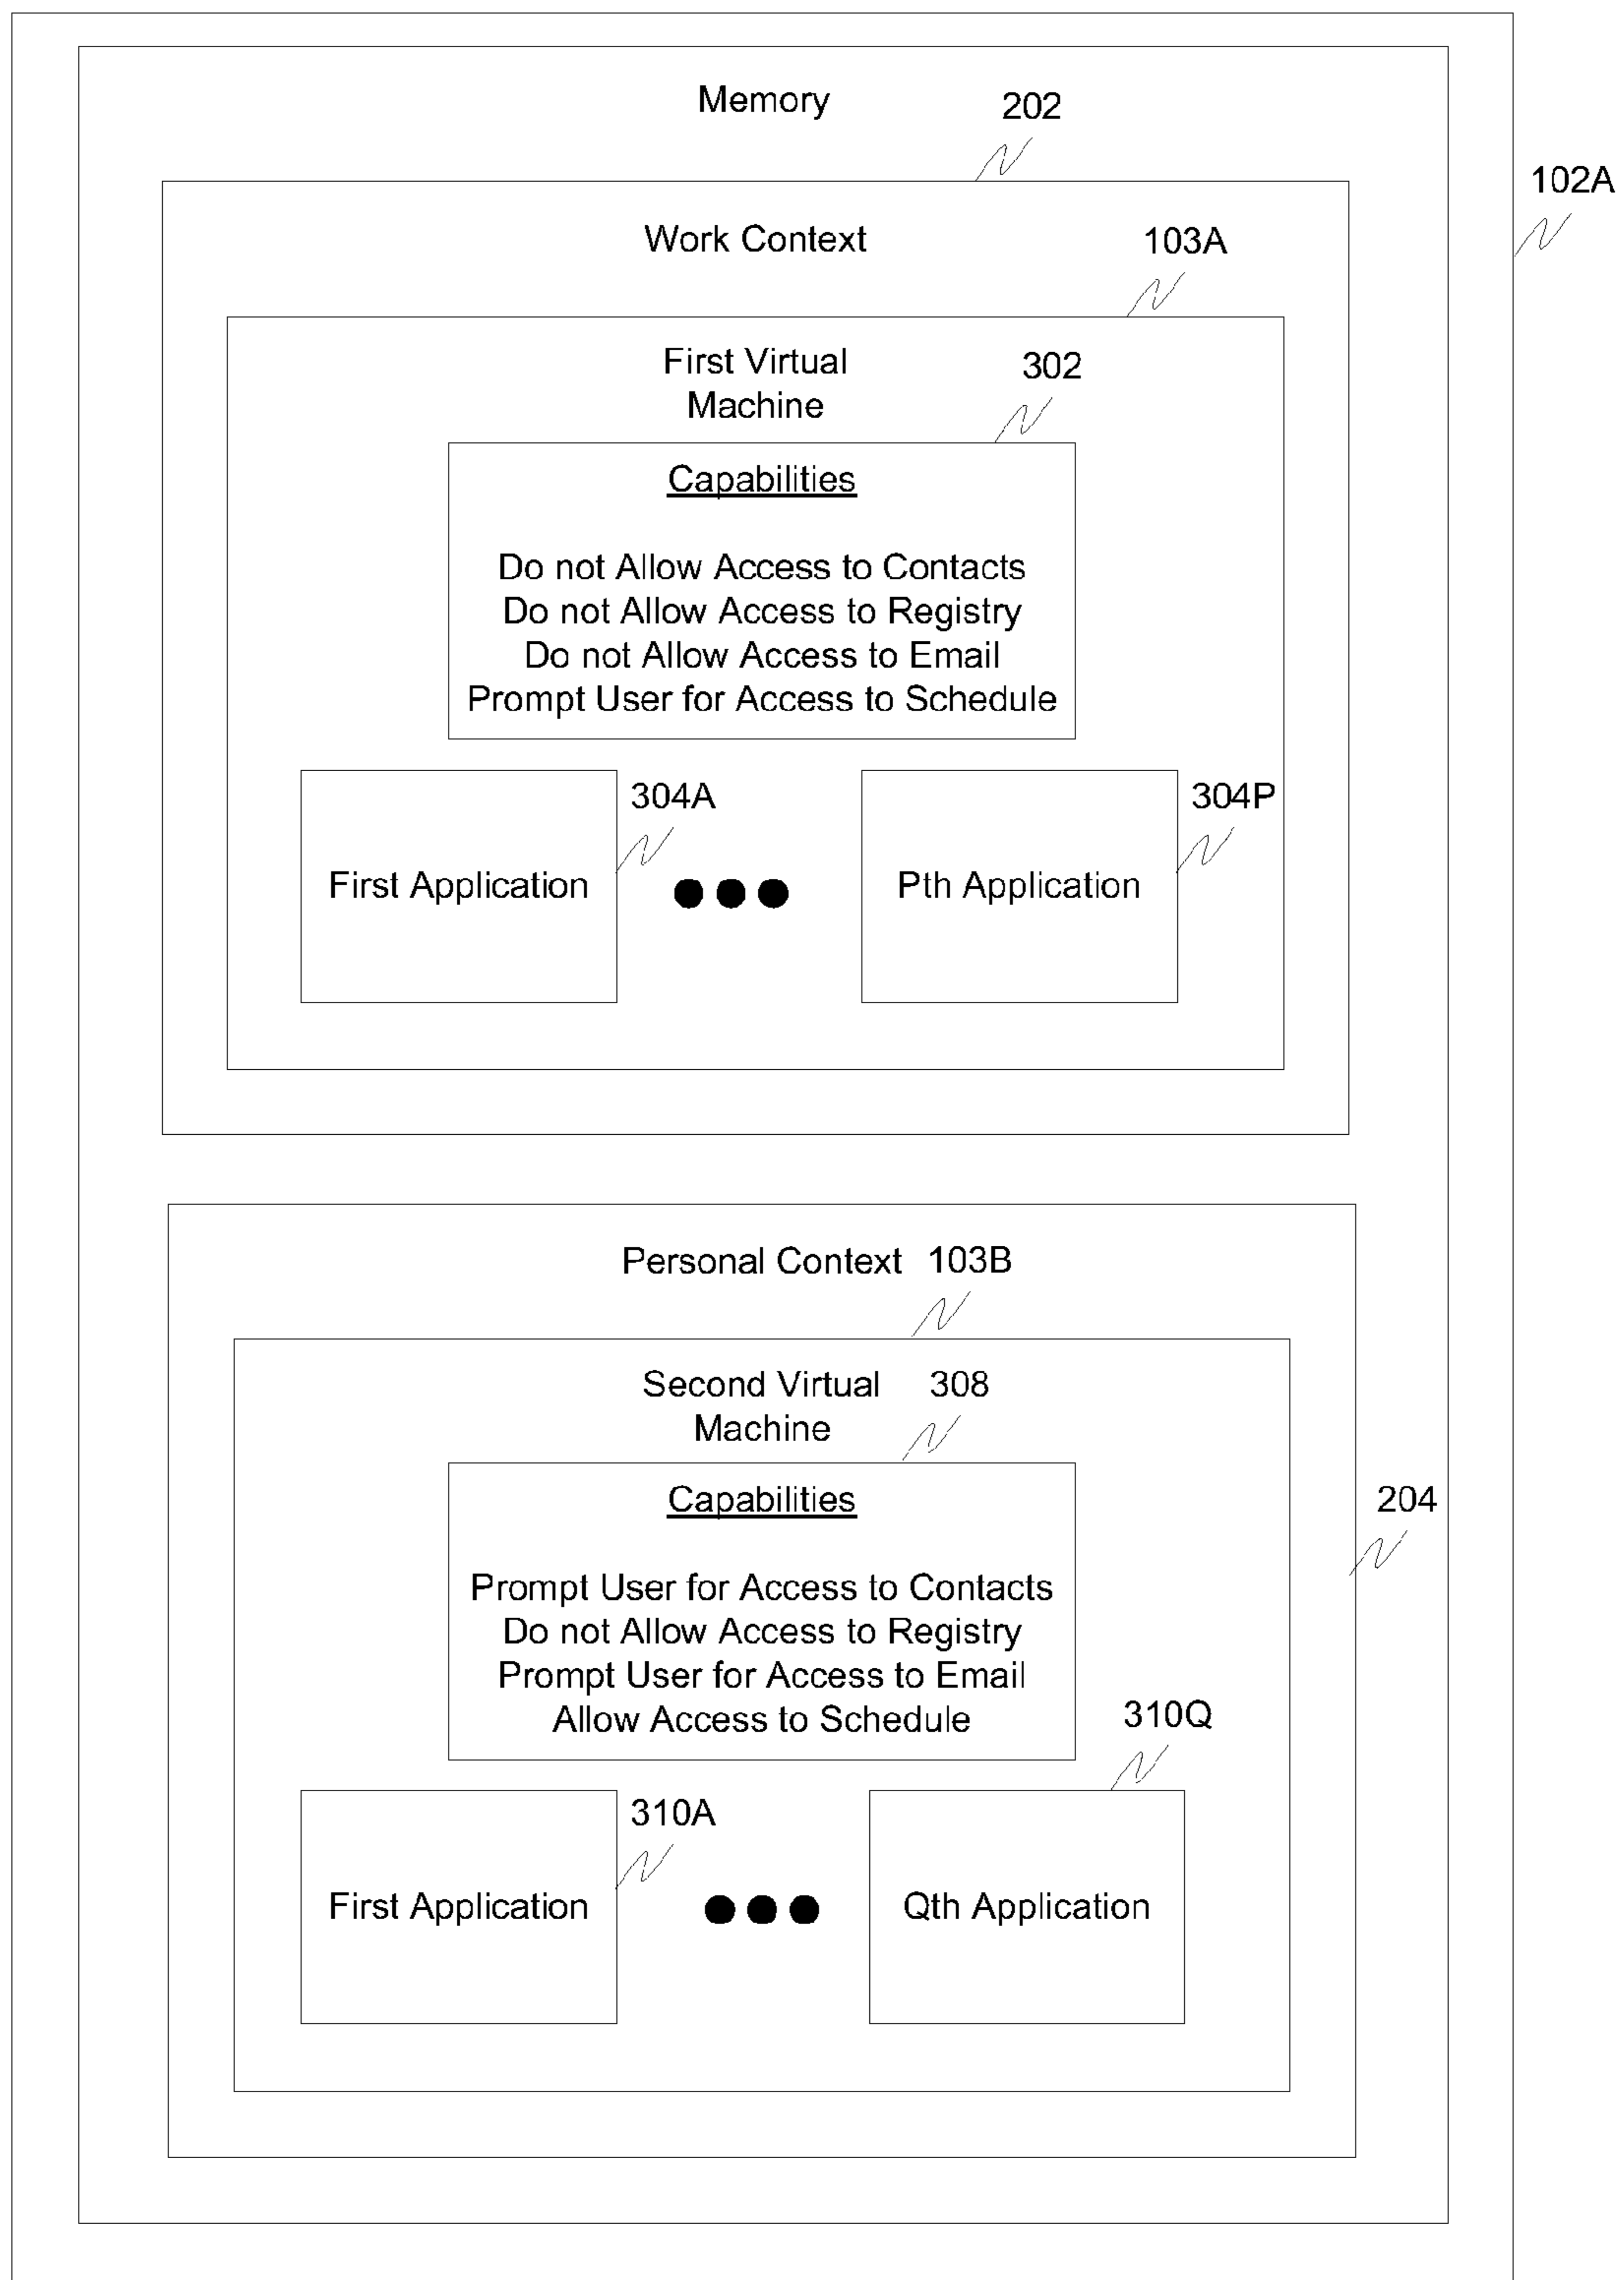 Memory
202
102A
Work Context
103A
First Virtual
Machine
302
Capabilities
Do not Allow Access to Contacts
Do not Allow Access to Registry
Do not Allow Access to Email
Prompt User for Access to Schedule
304A
304P
First Application
Pth Application
Personal Context
103B
Second Virtual
Machine
308
Capabilities
204
Prompt User for Access to Contacts
Do not Allow Access to Registry
Prompt User for Access to Email
Allow Access to Schedule
310Q
310A
First Application
Qth Application